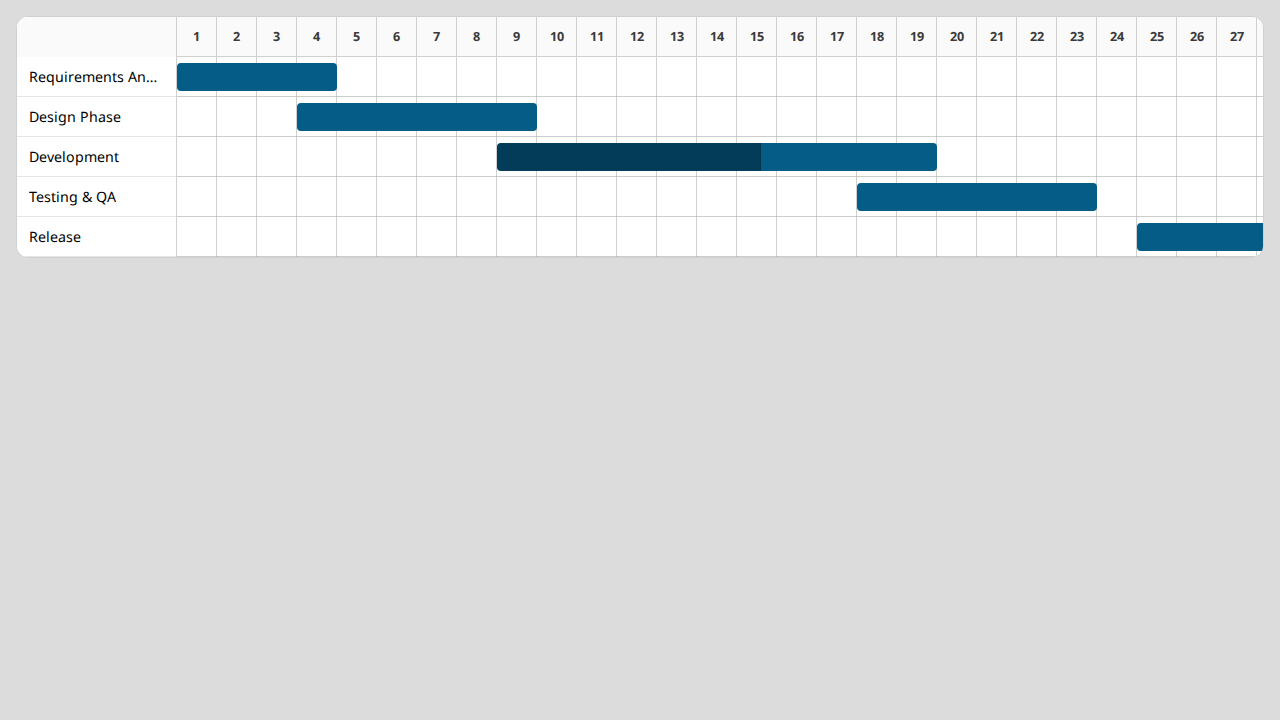 1 2 3 4 5 6 7 8 9 10 11 12 13 14 15 16 17 18 19 20 21 22 23 24 25 26 27
Requirements An...
Design Phase
Development
Testing & QA
Release